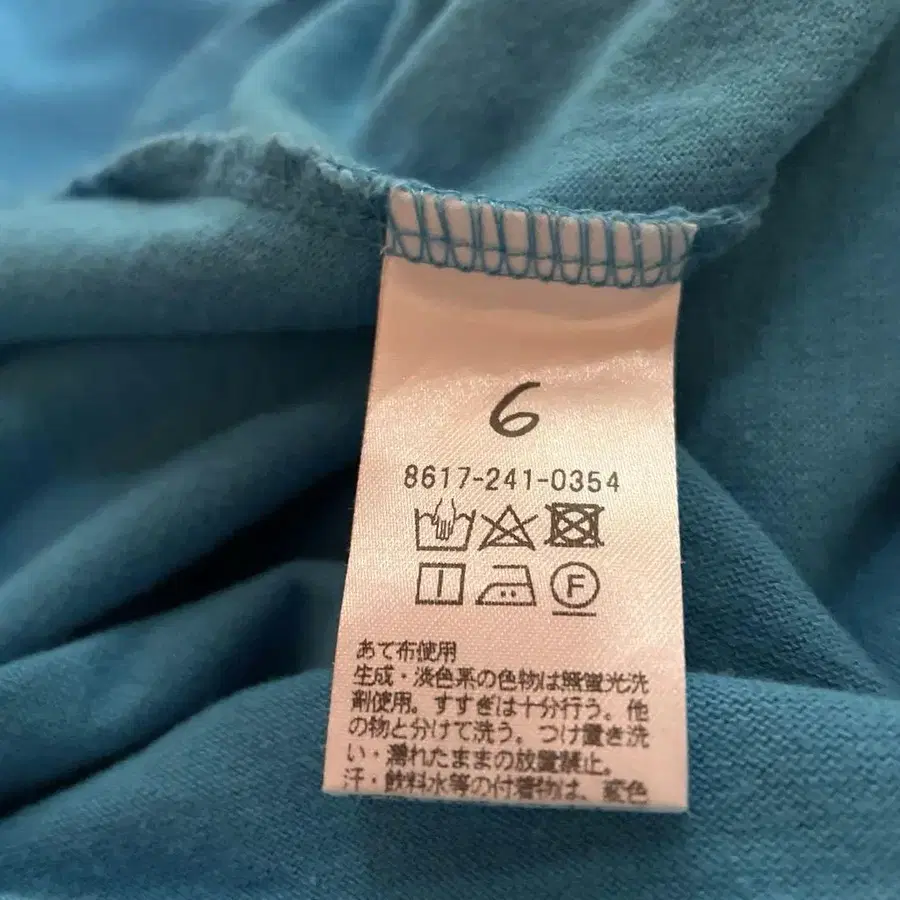 6
8617-241-0354
F
あて布使用
生成・淡色系の色物は無蛍光洗
剤使用。すすぎは十分行う。他
の物と分けて洗う。つけ置き洗
い・濡れたままの放置禁止。
汗・飲料水等の付着物は、変色